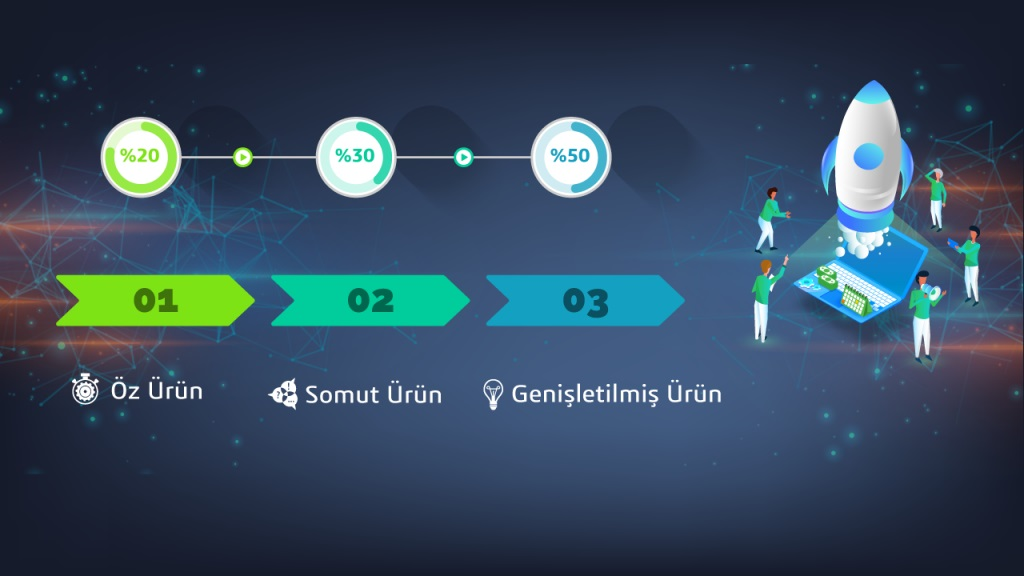 %20
%30
%50
01
02
03
Öz Ürün
Somut Ürün
Genişletilmiş Ürün